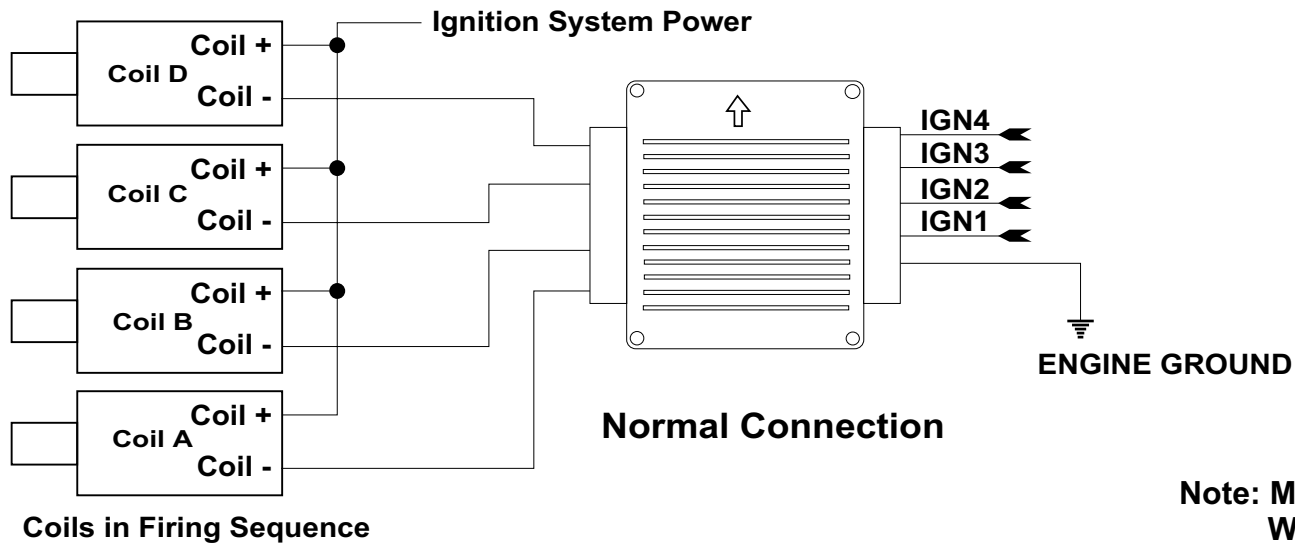 Ignition System Power
Coil +
Coil D
Coil -
Coil +
Coil C
Coil -
Coil +
Coil B
Coil -
Coil +
Coil A
Coil -
IGN4
IGN3
IGN2
IGN1
ENGINE GROUND
Normal Connection
Coils in Firing Sequence
Note: